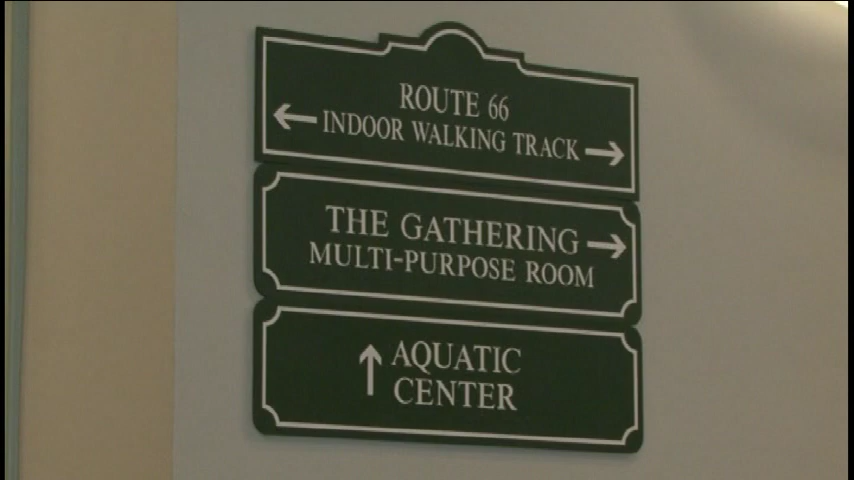 ROUTE 66
INDOOR WALKING TRACK
THE GATHERING
MULTI-PURPOSE ROOM
AQUATIC
CENTER